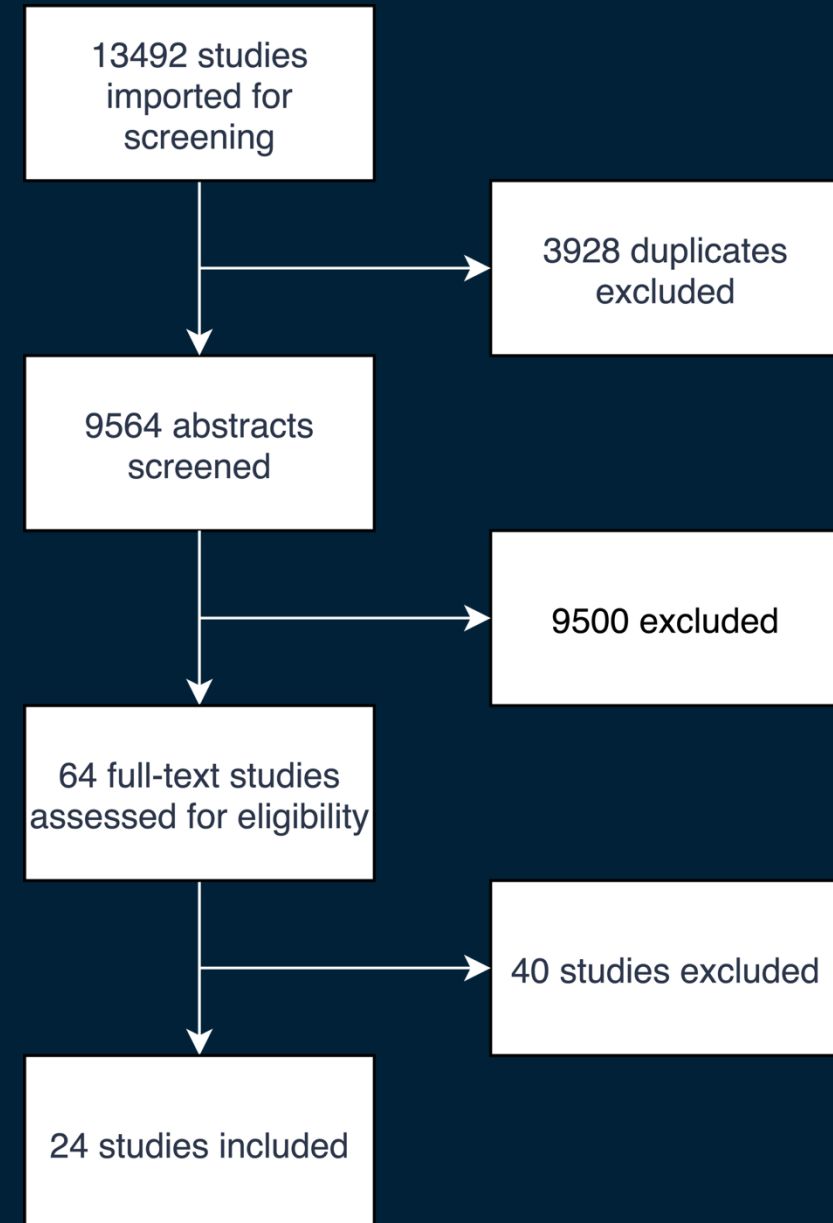 13492 studies
imported for
screening
3928 duplicates
excluded
9564 abstracts
screened
9500 excluded
64 full-text studies
assessed for eligibility
40 studies excluded
24 studies included